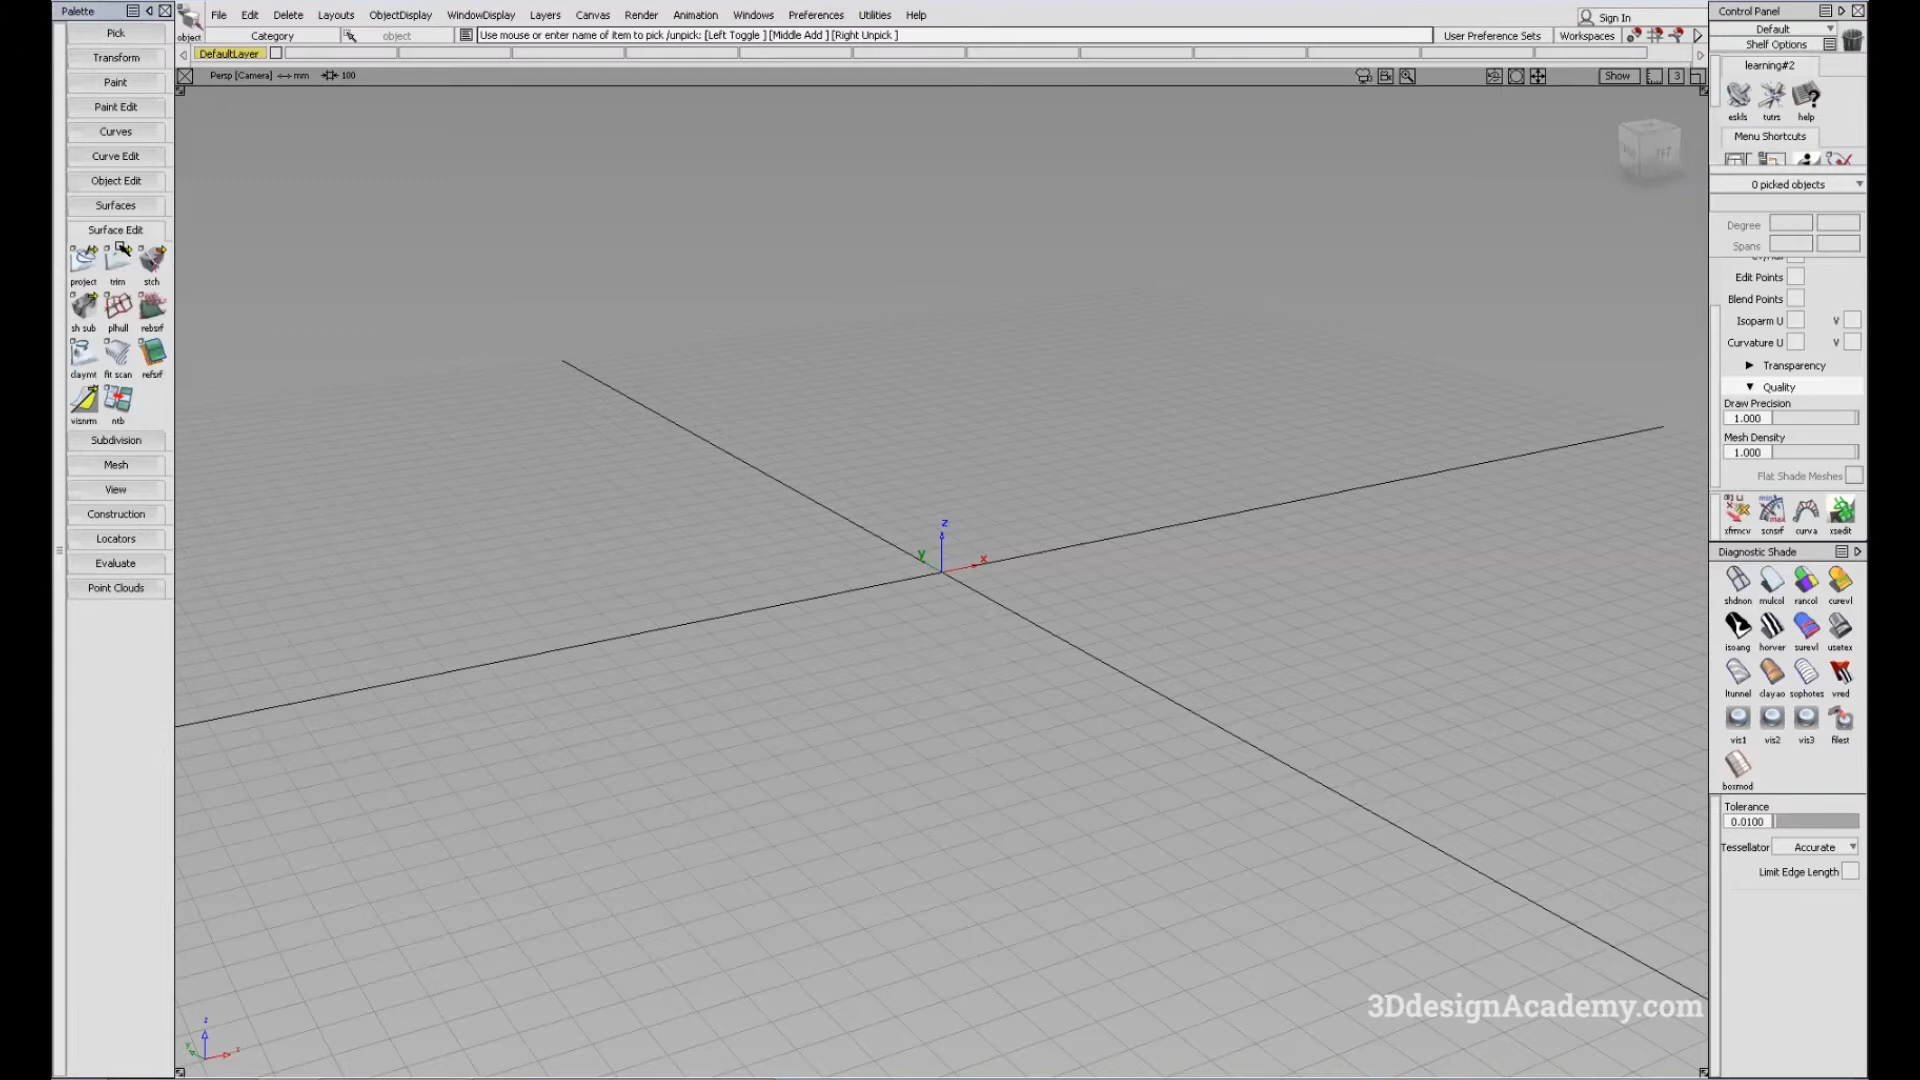 Palette
File Edit Delete Layouts ObjectDisplay WindowDisplay Layers Canvas Render Animation Windows Preferences Utilities Help
Sign In
object
Category
object
Use mouse or enter name of item to pick /unpick: [Left Toggle ] [Middle Add ] [Right Unpick ]
User Preference Sets
Workspaces
DefaultLayer
Persp [Camera] mm 100
Show
3
Pick
Transform
Paint
Paint Edit
Curves
Curve Edit
Object Edit
Surfaces
Surface Edit
project trim stch
sh sub plhull rebsrf
claymt fit scan refsrf
visnrm ntb
Subdivision
Mesh
View
Construction
Locators
Evaluate
Point Clouds
z
y
x
z
y
x
3DdesignAcademy.com
Control Panel
Default
Shelf Options
learning#2
eskls tutrs help
Menu Shortcuts
0 picked objects
Degree
Spans
Edit Points
Blend Points
Isoparm U V
Curvature U V
Transparency
Quality
Draw Precision
1.000
Mesh Density
1.000
Flat Shade Meshes
xfrmcv scnsrf curva xsedit
Diagnostic Shade
shdnon mulcol rancol curevl
isoang horver surevl usetex
ltunnel clayao sophotes vred
vis1 vis2 vis3 filest
boxmod
Tolerance
0.0100
Tessellator Accurate
Limit Edge Length